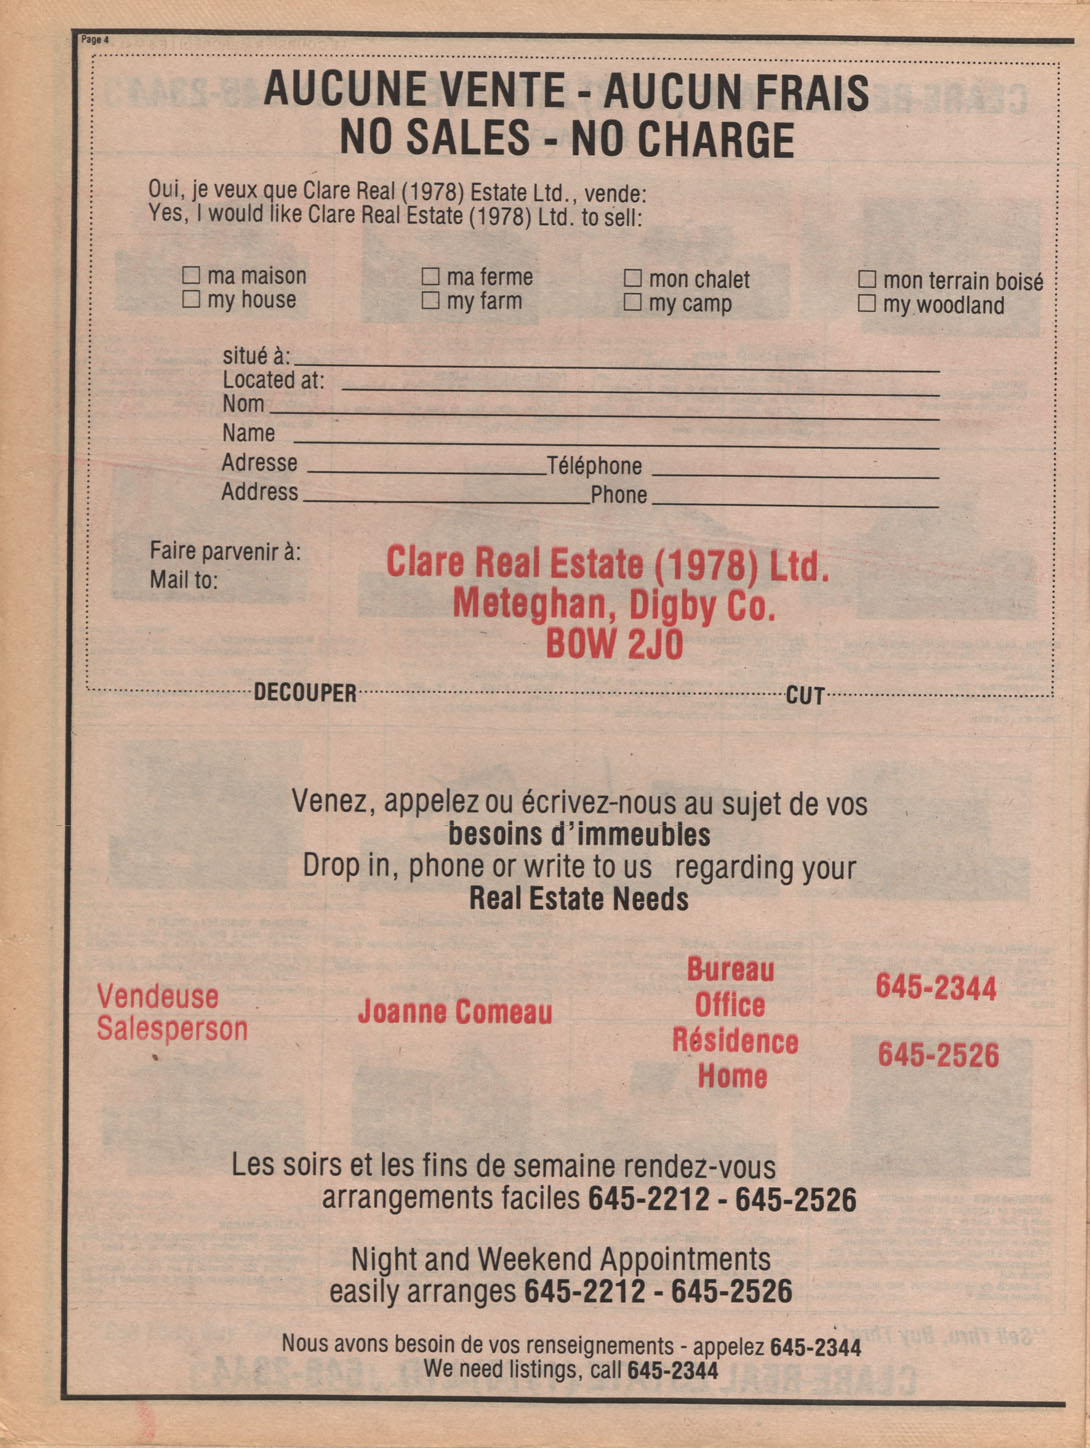 Page 4
AUCUNE VENTE - AUCUN FRAIS
NO SALES - NO CHARGE
Oui, je veux que Clare Real (1978) Estate Ltd., vende:
Yes, I would like Clare Real Estate (1978) Ltd. to sell:
☐ ma maison ☐ ma ferme ☐ mon chalet ☐ mon terrain boisé
☐ my house ☐ my farm ☐ my camp ☐ my woodland
situé à:
Located at:
Nom
Name
Adresse Téléphone
Address Phone
Faire parvenir à:
Mail to:
Clare Real Estate (1978) Ltd.
Meteghan, Digby Co.
BOW 2JO
DECOUPER CUT
Venez, appelez ou écrivez-nous au sujet de vos
besoins d'immeubles
Drop in, phone or write to us regarding your
Real Estate Needs
Vendeuse
Salesperson
Joanne Comeau
Bureau
Office
645-2344
Résidence
Home
645-2526
Les soirs et les fins de semaine rendez-vous
arrangements faciles 645-2212 - 645-2526
Night and Weekend Appointments
easily arranges 645-2212 - 645-2526
Nous avons besoin de vos renseignements - appelez 645-2344
We need listings, call 645-2344